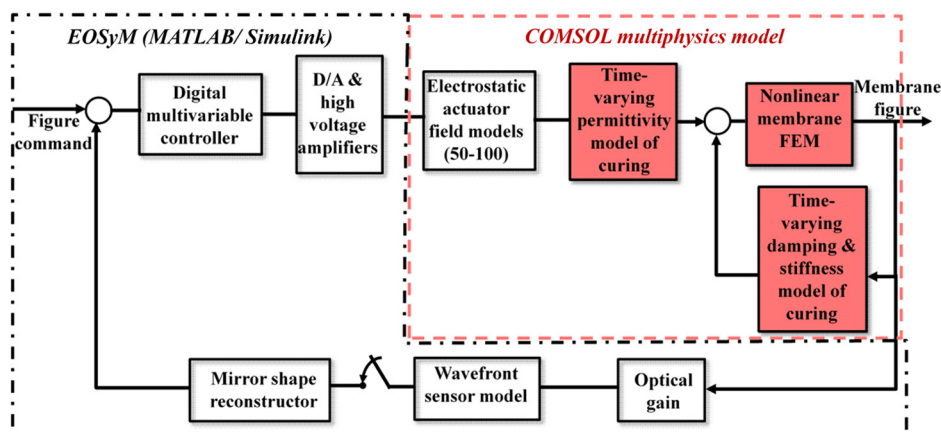 EOSyM (MATLAB/ Simulink)
COMSOL multiphysics model
Figure
command
Digital
multivariable
controller
D/A &
high
voltage
amplifiers
Electrostatic
actuator
field models
(50-100)
Time-
varying
permittivity
model of
curing
Nonlinear
membrane
FEM
Membrane
figure
Time-
varying
damping &
stiffness
model of
curing
Mirror shape
reconstructor
Wavefront
sensor model
Optical
gain